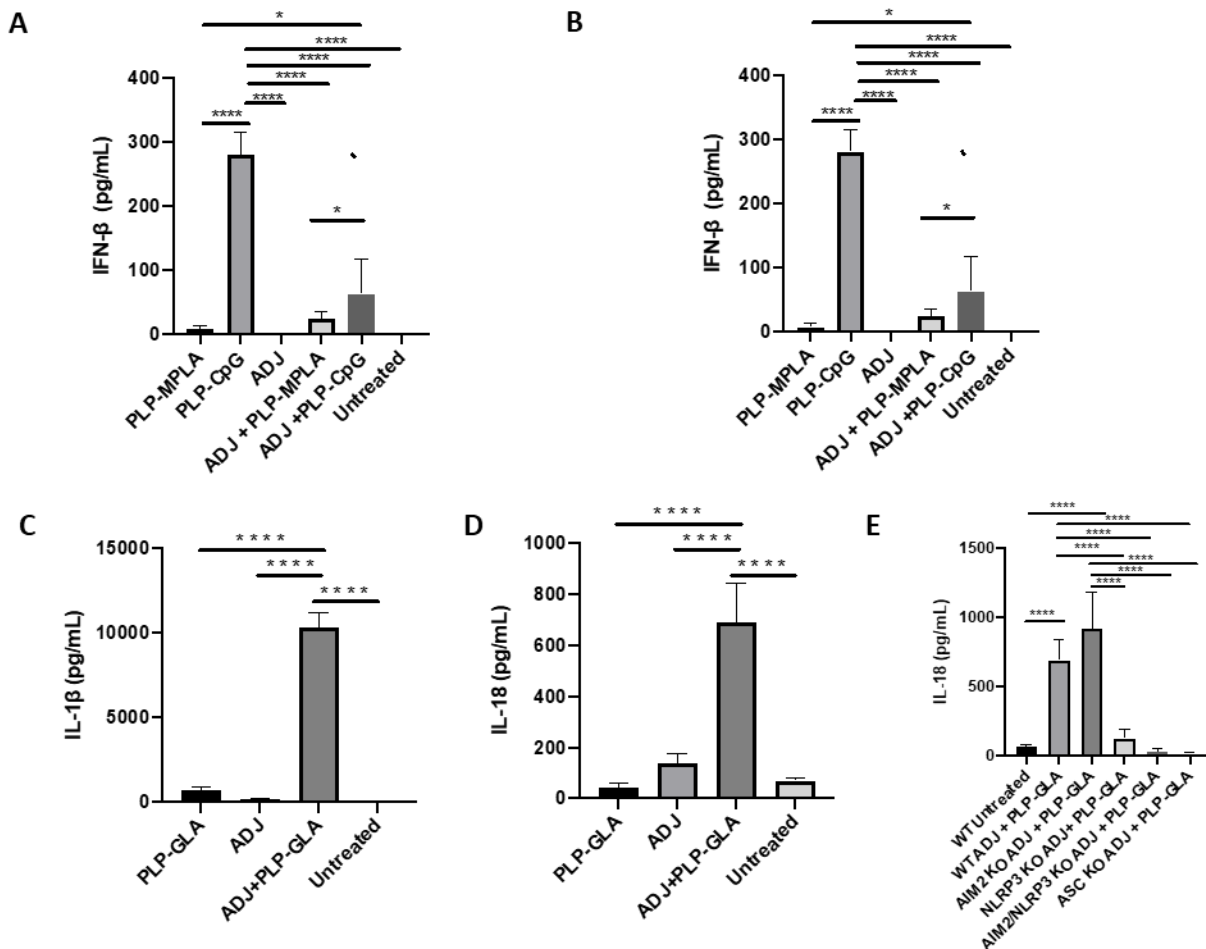 A
*
****
****
****
****
****
IFN-β (pg/mL)
400
300
200
100
0
*
PLP-MPLA
PLP-CpG
ADJ
ADJ + PLP-MPLA
ADJ +PLP-CpG
Untreated
B
*
****
****
****
****
****
IFN-β (pg/mL)
400
300
200
100
0
*
PLP-MPLA
PLP-CpG
ADJ
ADJ + PLP-MPLA
ADJ +PLP-CpG
Untreated
C
* * * *
* * * *
* * * *
IL-1β (pg/mL)
15000
10000
5000
0
PLP-GLA
ADJ
ADJ+PLP-GLA
Untreated
D
* * * *
* * * *
* * * *
IL-18 (pg/mL)
1000
800
600
400
200
0
PLP-GLA
ADJ
ADJ+PLP-GLA
Untreated
E
****
****
****
****
****
****
****
****
IL-18 (pg/mL)
1500
1000
500
0
WT Untreated
WT ADJ + PLP-GLA
AIM2 KO ADJ + PLP-GLA
NLRP3 KO ADJ + PLP-GLA
AIM2/NLRP3 KO ADJ + PLP-GLA
ASC KO ADJ + PLP-GLA